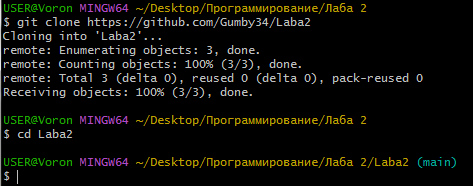 USER@Voron MINGW64 ~/Desktop/Программирование/Лаба 2
$ git clone https://github.com/Gumby34/Laba2
Cloning into 'Laba2'...
remote: Enumerating objects: 3, done.
remote: Counting objects: 100% (3/3), done.
remote: Total 3 (delta 0), reused 0 (delta 0), pack-reused 0
Receiving objects: 100% (3/3), done.
USER@Voron MINGW64 ~/Desktop/Программирование/Лаба 2
$ cd Laba2
USER@Voron MINGW64 ~/Desktop/Программирование/Лаба 2/Laba2 (main)
$